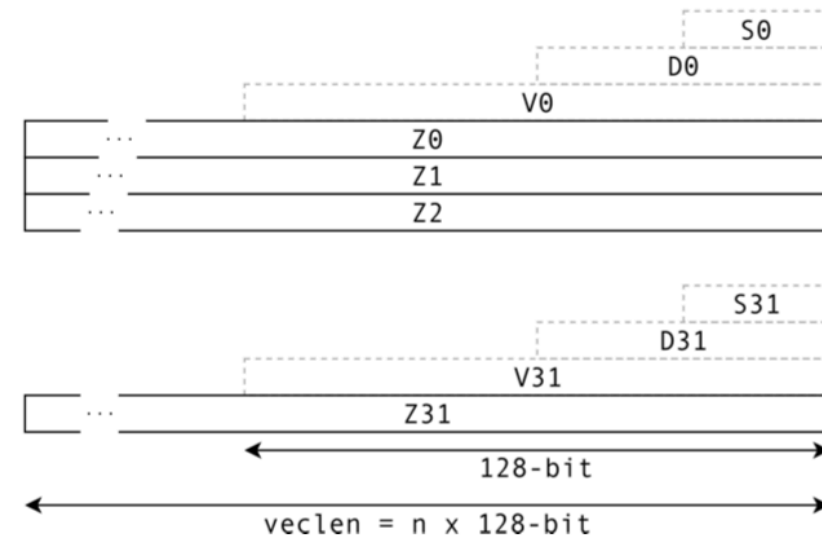 S0
D0
V0
... Z0
... Z1
... Z2
S31
D31
V31
... Z31
128-bit
veclen = n x 128-bit